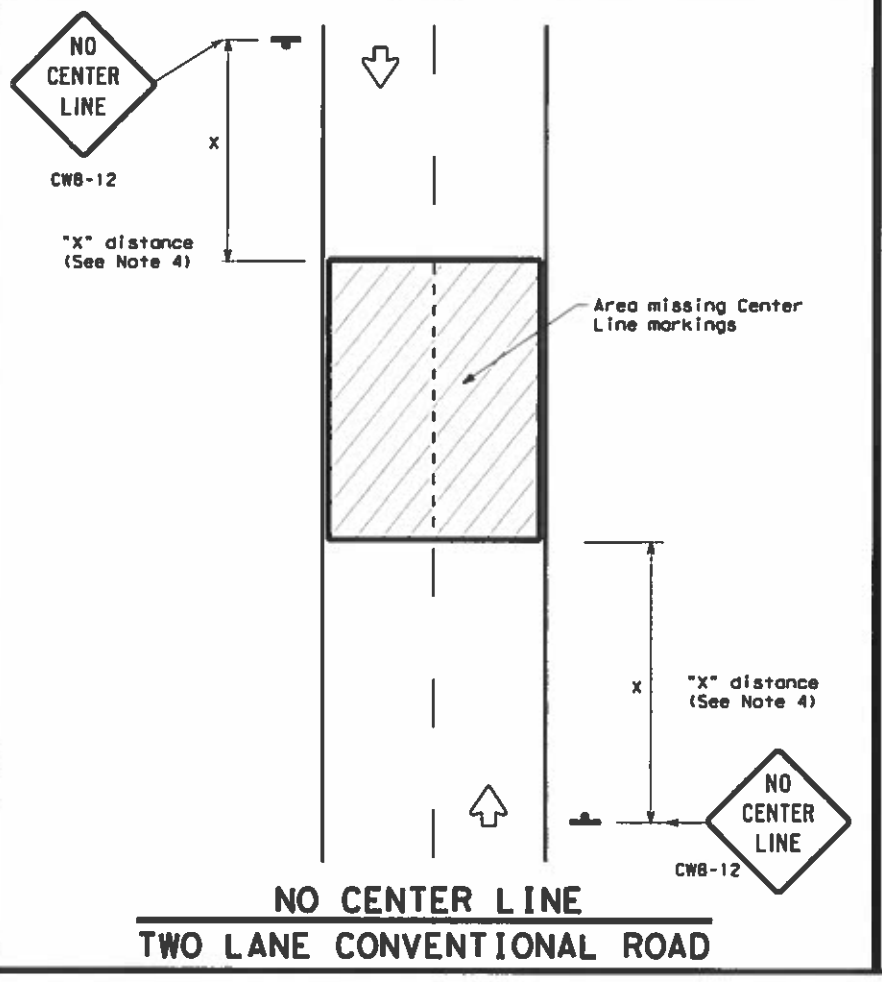 NO
CENTER
LINE
CW8-12
X
"X" distance
(See Note 4)
Area missing Center
Line markings
X
"X" distance
(See Note 4)
NO
CENTER
LINE
CW8-12
NO CENTER LINE
TWO LANE CONVENTIONAL ROAD